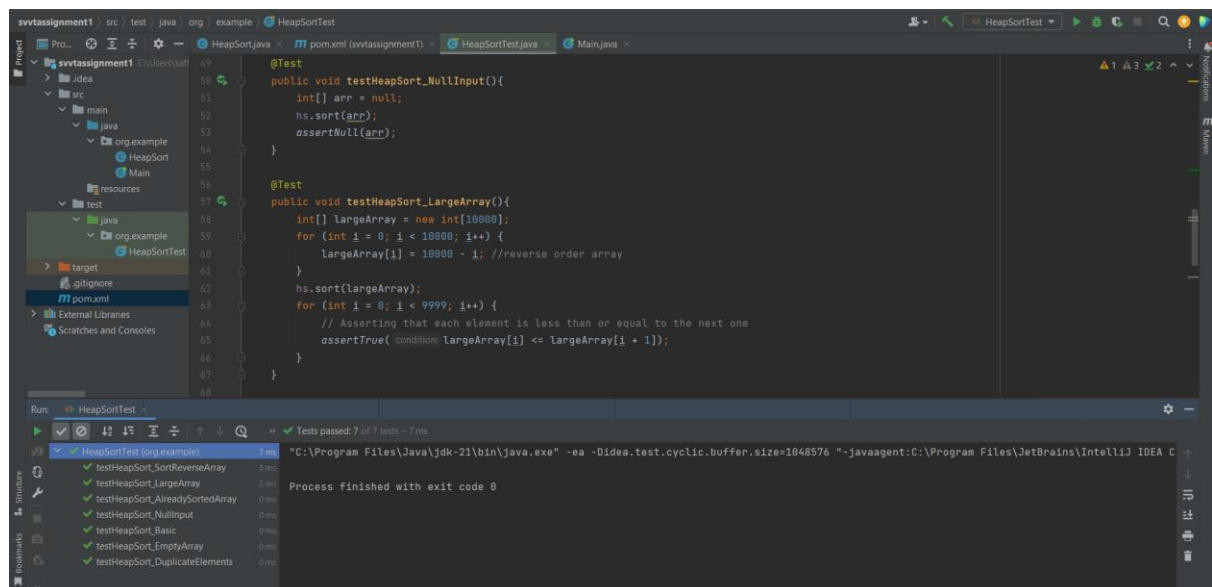 svvtassignment1 > src > test > java > org > example > HeapSortTest
HeapSortTest
Project
Pro...
HeapSort.java
pom.xml (svvtassignment1)
HeapSortTest.java
Main.java
svvtassignment1 C:\Users\sat
.idea
src
main
java
org.example
HeapSort
Main
resources
test
java
org.example
HeapSortTest
target
.gitignore
pom.xml
External Libraries
Scratches and Consoles
1 3 2
Notifications
Maven
49 @Test
50 public void testHeapSort_NullInput(){
51 int[] arr = null;
52 hs.sort(arr);
53 assertNull(arr);
54 }
55
56 @Test
57 public void testHeapSort_LargeArray(){
58 int[] largeArray = new int[10000];
59 for (int i = 0; i < 10000; i++) {
60 largeArray[i] = 10000 - i; //reverse order array
61 }
62 hs.sort(largeArray);
63 for (int i = 0; i < 9999; i++) {
64 // Asserting that each element is less than or equal to the next one
65 assertTrue( condition: largeArray[i] <= largeArray[i + 1]);
66 }
67 }
68
Run: HeapSortTest
Tests passed: 7 of 7 tests – 7 ms
HeapSortTest (org.example) 7 ms
testHeapSort_SortReverseArray 5 ms
testHeapSort_LargeArray 2 ms
testHeapSort_AlreadySortedArray 0 ms
testHeapSort_NullInput 0 ms
testHeapSort_Basic 0 ms
testHeapSort_EmptyArray 0 ms
testHeapSort_DuplicateElements 0 ms
"C:\Program Files\Java\jdk-21\bin\java.exe" -ea -Didea.test.cyclic.buffer.size=1048576 "-javaagent:C:\Program Files\JetBrains\IntelliJ IDEA C
Process finished with exit code 0
Structure
Bookmarks